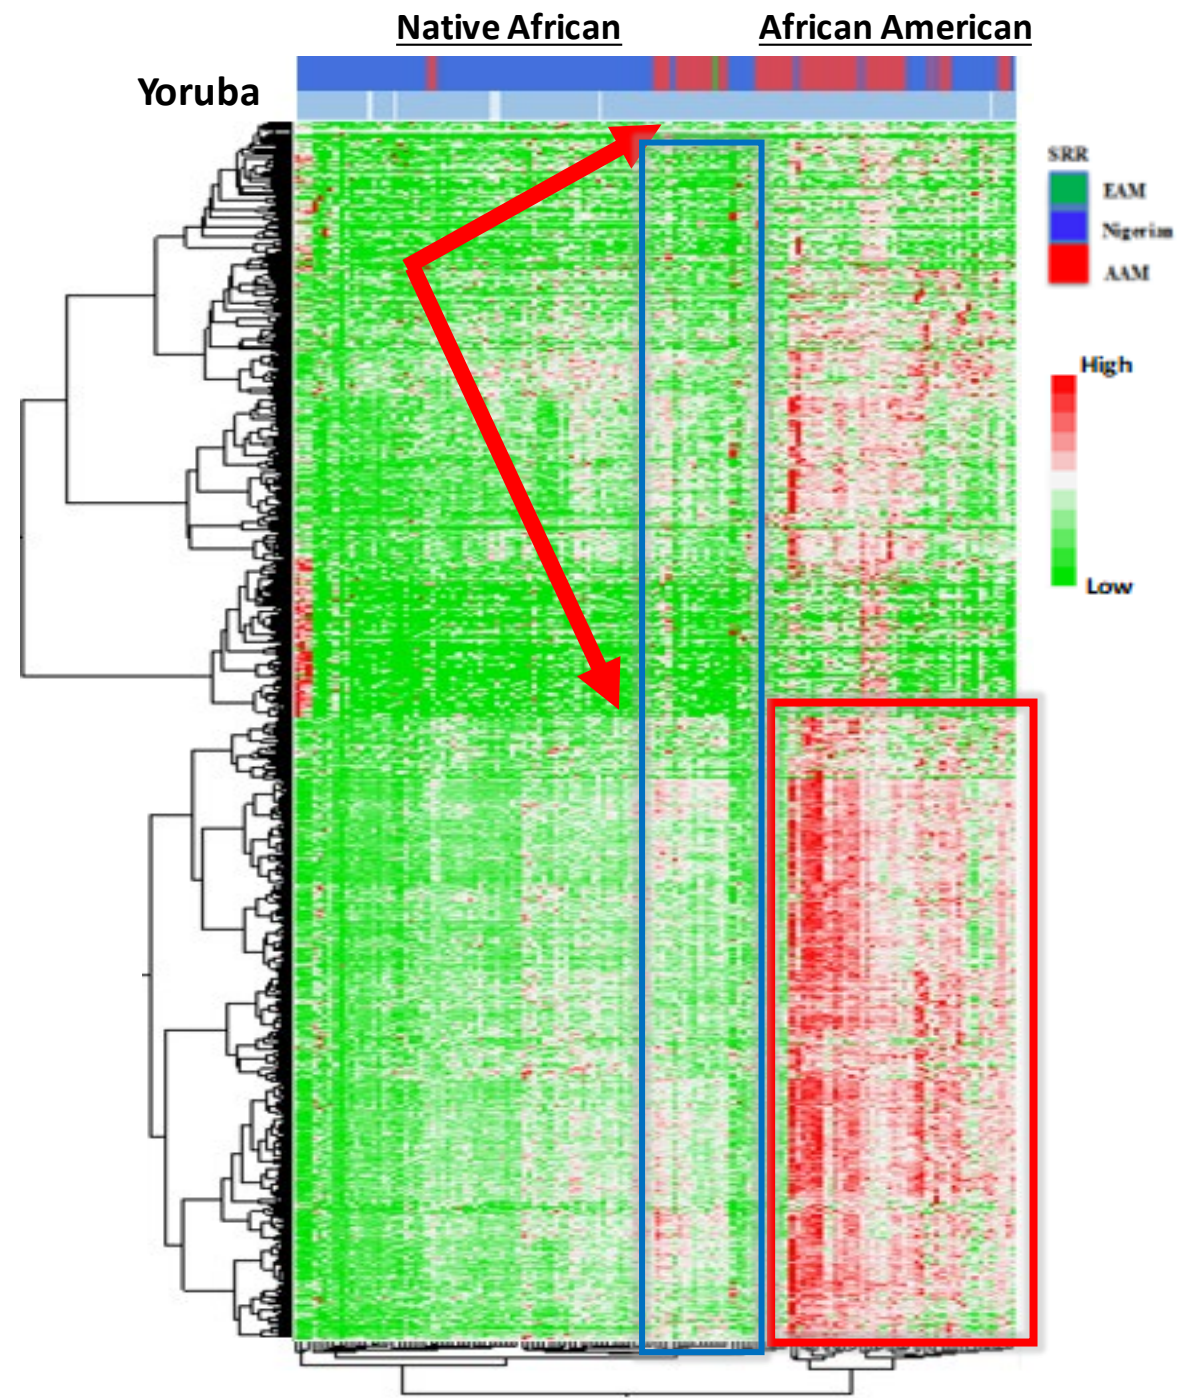 Native African
African American
Yoruba
SRR
EAM
Nigerian
AAM
High
Low